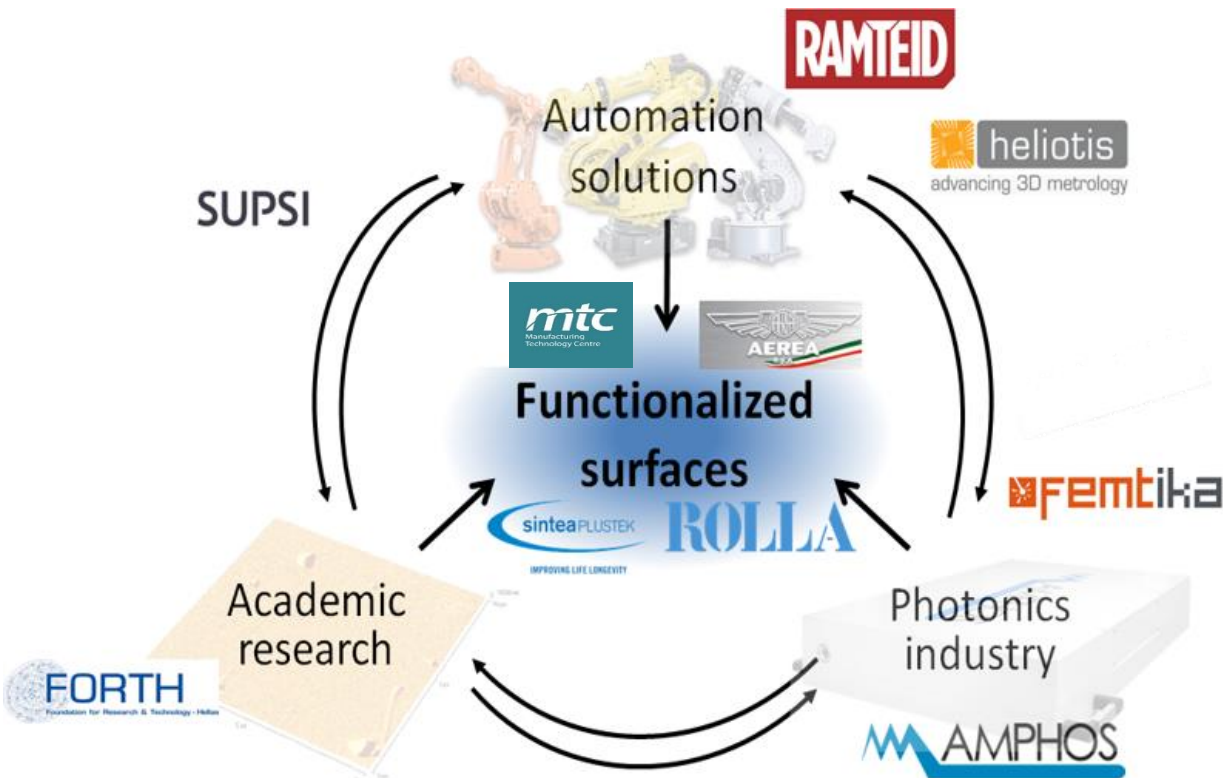 RAMTEID
Automation
solutions
heliotis
advancing 3D metrology
SUPSI
mtc
Manufacturing
Technology Centre
AEREA
Functionalized
surfaces
femtika
sinteaPLUSTEK
IMPROVING LIFE LONGEVITY
ROLLA
Academic
research
Photonics
industry
FORTH
Foundation for Research & Technology - Hellas
AMPHOS